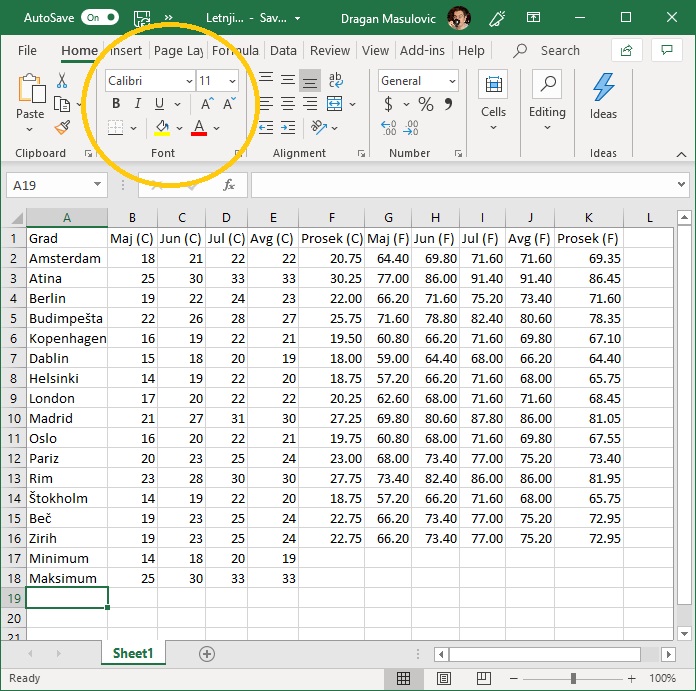 AutoSave On » Letnji... - Sav... Dragan Masulovic
File Home Insert Page Lay Formula Data Review View Add-ins Help Search
Calibri 11 ab General
Paste B I U A A $ % Cells Editing Ideas
A
Clipboard Font Alignment Number Ideas
A19 fx
A B C D E F G H I J K L
1 Grad Maj (C) Jun (C) Jul (C) Avg (C) Prosek (C) Maj (F) Jun (F) Jul (F) Avg (F) Prosek (F)
2 Amsterdam 18 21 22 22 20.75 64.40 69.80 71.60 71.60 69.35
3 Atina 25 30 33 33 30.25 77.00 86.00 91.40 91.40 86.45
4 Berlin 19 22 24 23 22.00 66.20 71.60 75.20 73.40 71.60
5 Budimpešta 22 26 28 27 25.75 71.60 78.80 82.40 80.60 78.35
6 Kopenhagen 16 19 22 21 19.50 60.80 66.20 71.60 69.80 67.10
7 Dablin 15 18 20 19 18.00 59.00 64.40 68.00 66.20 64.40
8 Helsinki 14 19 22 20 18.75 57.20 66.20 71.60 68.00 65.75
9 London 17 20 22 22 20.25 62.60 68.00 71.60 71.60 68.45
10 Madrid 21 27 31 30 27.25 69.80 80.60 87.80 86.00 81.05
11 Oslo 16 20 22 21 19.75 60.80 68.00 71.60 69.80 67.55
12 Pariz 20 23 25 24 23.00 68.00 73.40 77.00 75.20 73.40
13 Rim 23 28 30 30 27.75 73.40 82.40 86.00 86.00 81.95
14 Štokholm 14 19 22 20 18.75 57.20 66.20 71.60 68.00 65.75
15 Beč 19 23 25 24 22.75 66.20 73.40 77.00 75.20 72.95
16 Zirih 19 23 25 24 22.75 66.20 73.40 77.00 75.20 72.95
17 Minimum 14 18 20 19
18 Maksimum 25 30 33 33
19
20
21
Sheet1
Ready 100%